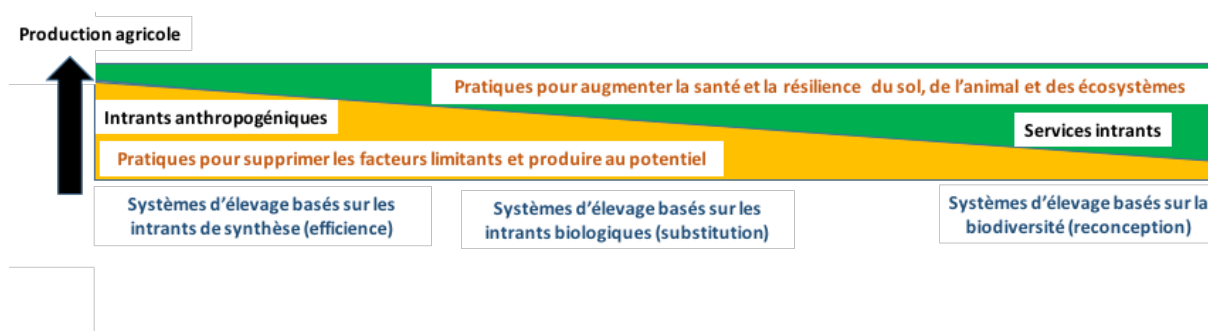 Production agricole
Pratiques pour augmenter la santé et la résilience du sol, de l'animal et des écosystèmes
Intrants anthropogéniques
Services intrants
Pratiques pour supprimer les facteurs limitants et produire au potentiel
Systèmes d'élevage basés sur les
intrants de synthèse (efficience)
Systèmes d'élevage basés sur les
intrants biologiques (substitution)
Systèmes d'élevage basés sur la
biodiversité (reconception)